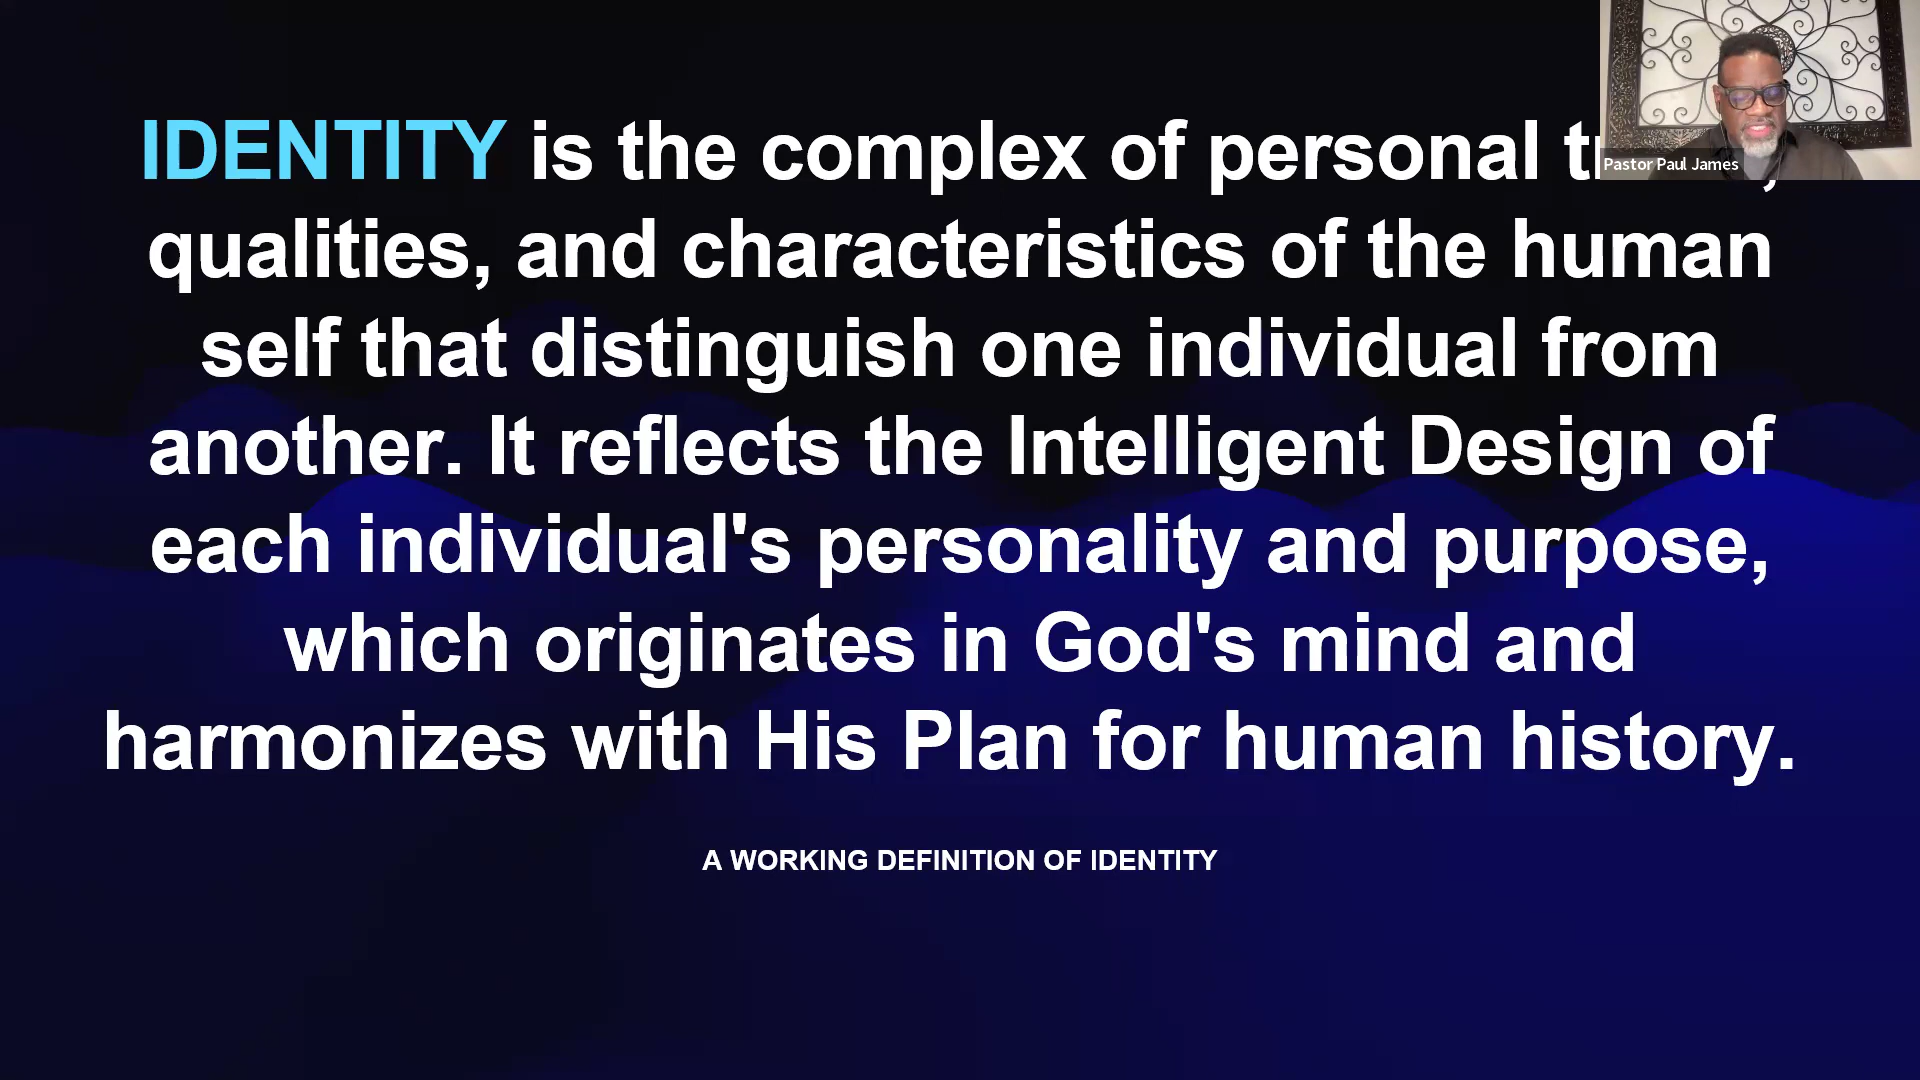 IDENTITY is the complex of personal
qualities, and characteristics of the human
self that distinguish one individual from
another. It reflects the Intelligent Design of
each individual's personality and purpose,
which originates in God's mind and
harmonizes with His Plan for human history.
A WORKING DEFINITION OF IDENTITY
Pastor Paul James